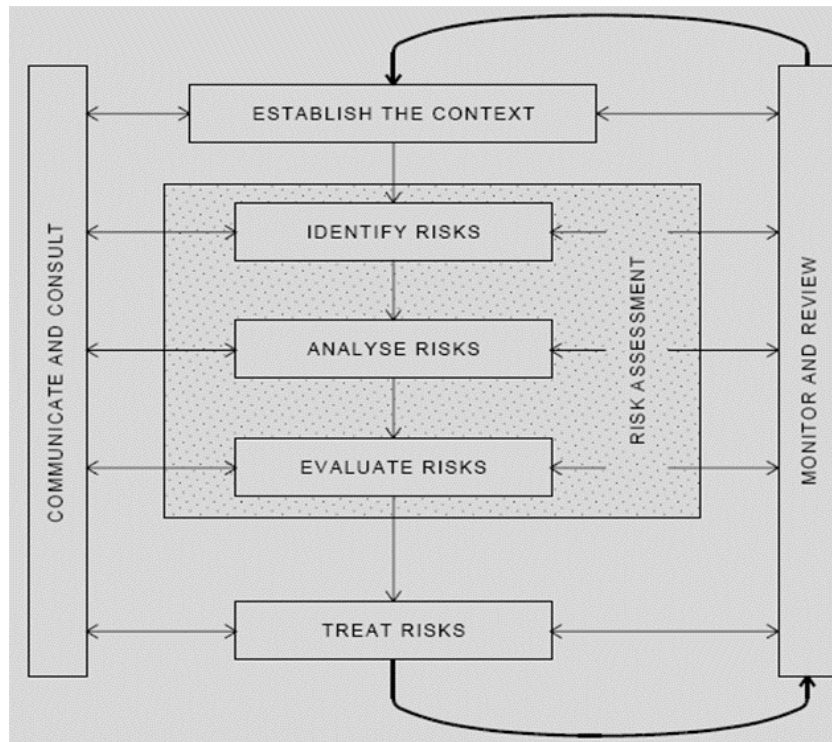 ESTABLISH THE CONTEXT
IDENTIFY RISKS
ANALYSE RISKS
EVALUATE RISKS
TREAT RISKS
COMMUNICATE AND CONSULT
RISK ASSESSMENT
MONITOR AND REVIEW